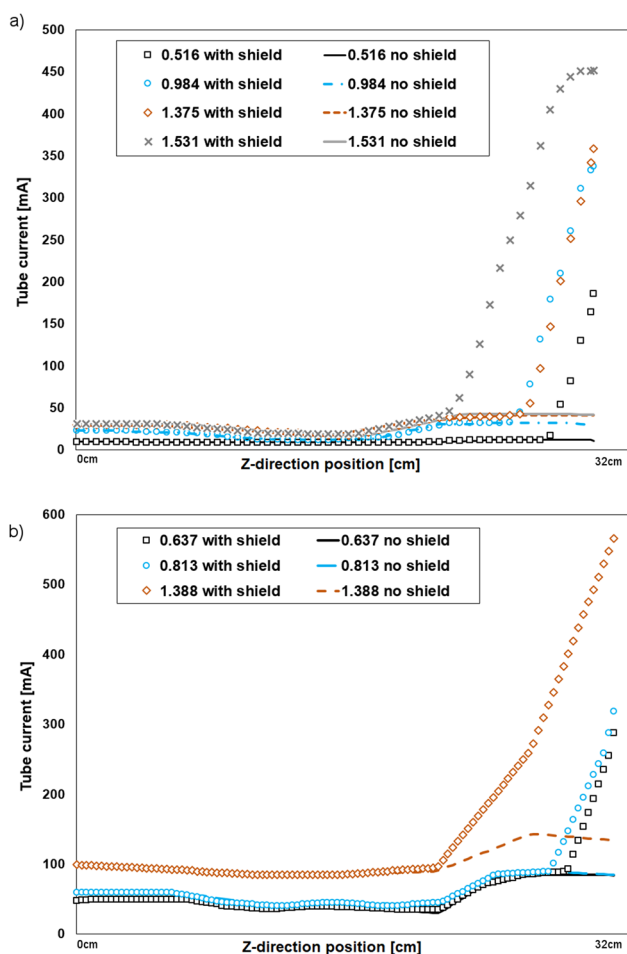 a)
500
450
400
350
300
250
200
150
100
50
0
Tube current [mA]
0.516 with shield
0.516 no shield
0.984 with shield
0.984 no shield
1.375 with shield
1.375 no shield
1.531 with shield
1.531 no shield
0cm
Z-direction position [cm]
32cm
b)
600
500
400
300
200
100
0
Tube current [mA]
0.637 with shield
0.637 no shield
0.813 with shield
0.813 no shield
1.388 with shield
1.388 no shield
0cm
Z-direction position [cm]
32cm